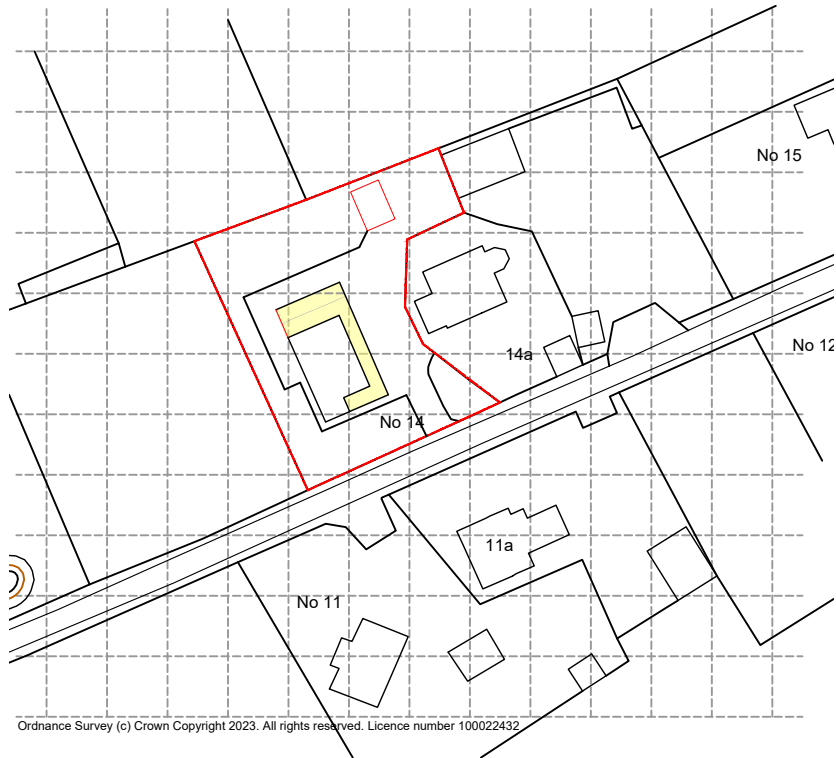 No 15
No 12
14a
No 14
11a
No 11
Ordnance Survey (c) Crown Copyright 2023. All rights reserved. Licence number 100022432